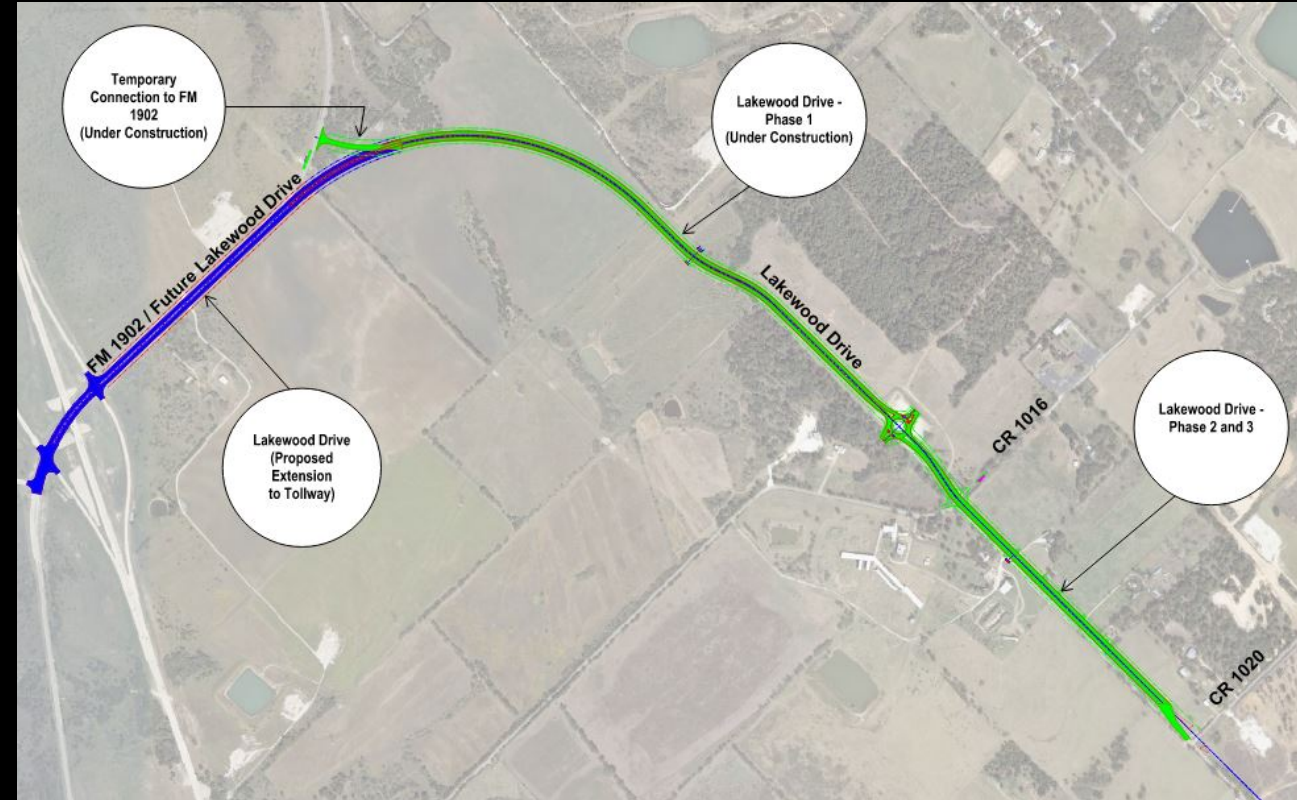 Temporary
Connection to FM
1902
(Under Construction)
Lakewood Drive -
Phase 1
(Under Construction)
FM 1902 / Future Lakewood Drive
Lakewood Drive
Lakewood Drive
(Proposed
Extension
to Tollway)
CR 1016
Lakewood Drive -
Phase 2 and 3
CR 1020